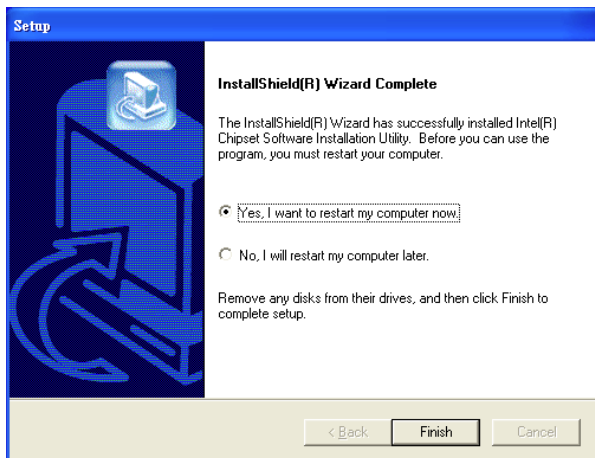 Setup
InstallShield(R) Wizard Complete
The InstallShield(R) Wizard has successfully installed Intel(R)
Chipset Software Installation Utility.  Before you can use the
program, you must restart your computer.
Yes, I want to restart my computer now.
No, I will restart my computer later.
Remove any disks from their drives, and then click Finish to
complete setup.
< Back
Finish
Cancel